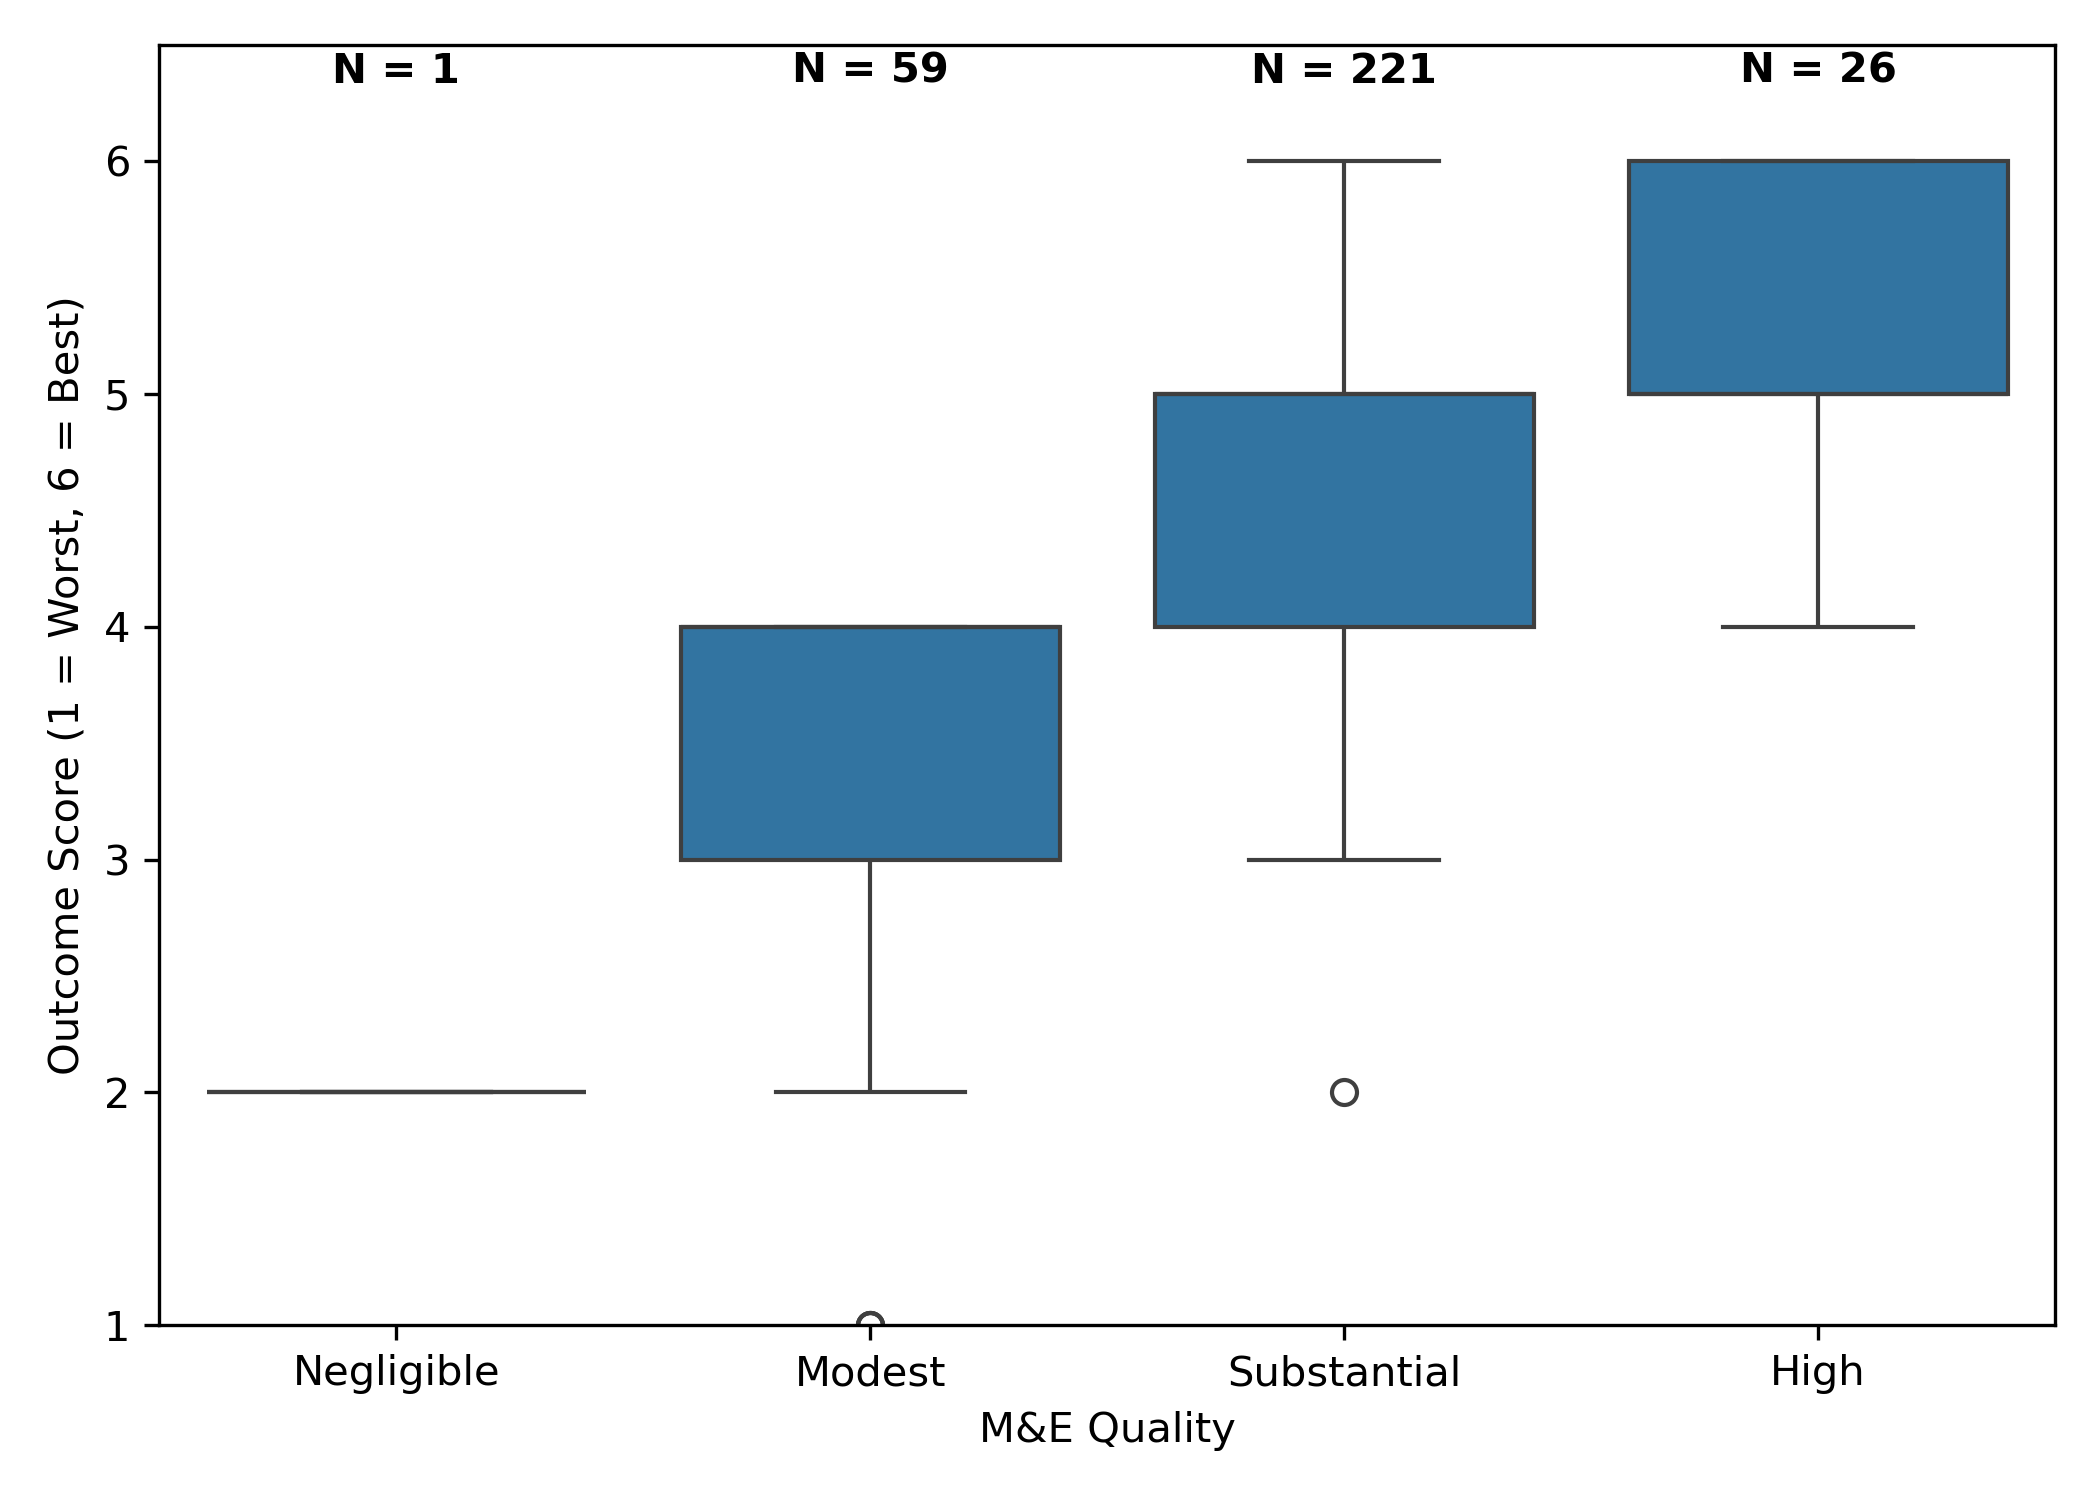 N = 1
N = 59
N = 221
N = 26
Outcome Score (1 = Worst, 6 = Best)
6
5
4
3
2
1
Negligible
Modest
Substantial
High
M&E Quality